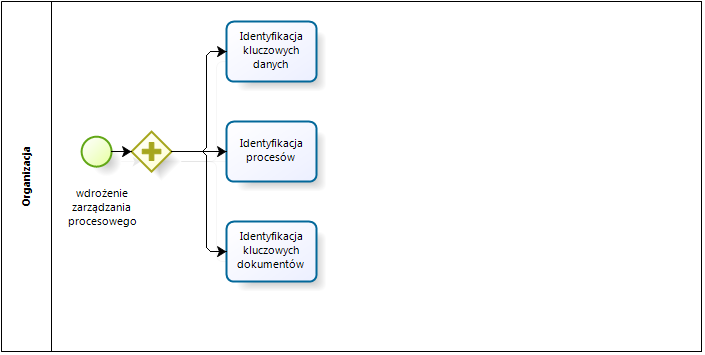 Organizacja
wdrożenie
zarządzania
procesowego
Identyfikacja
kluczowych
danych
Identyfikacja
procesów
Identyfikacja
kluczowych
dokumentów